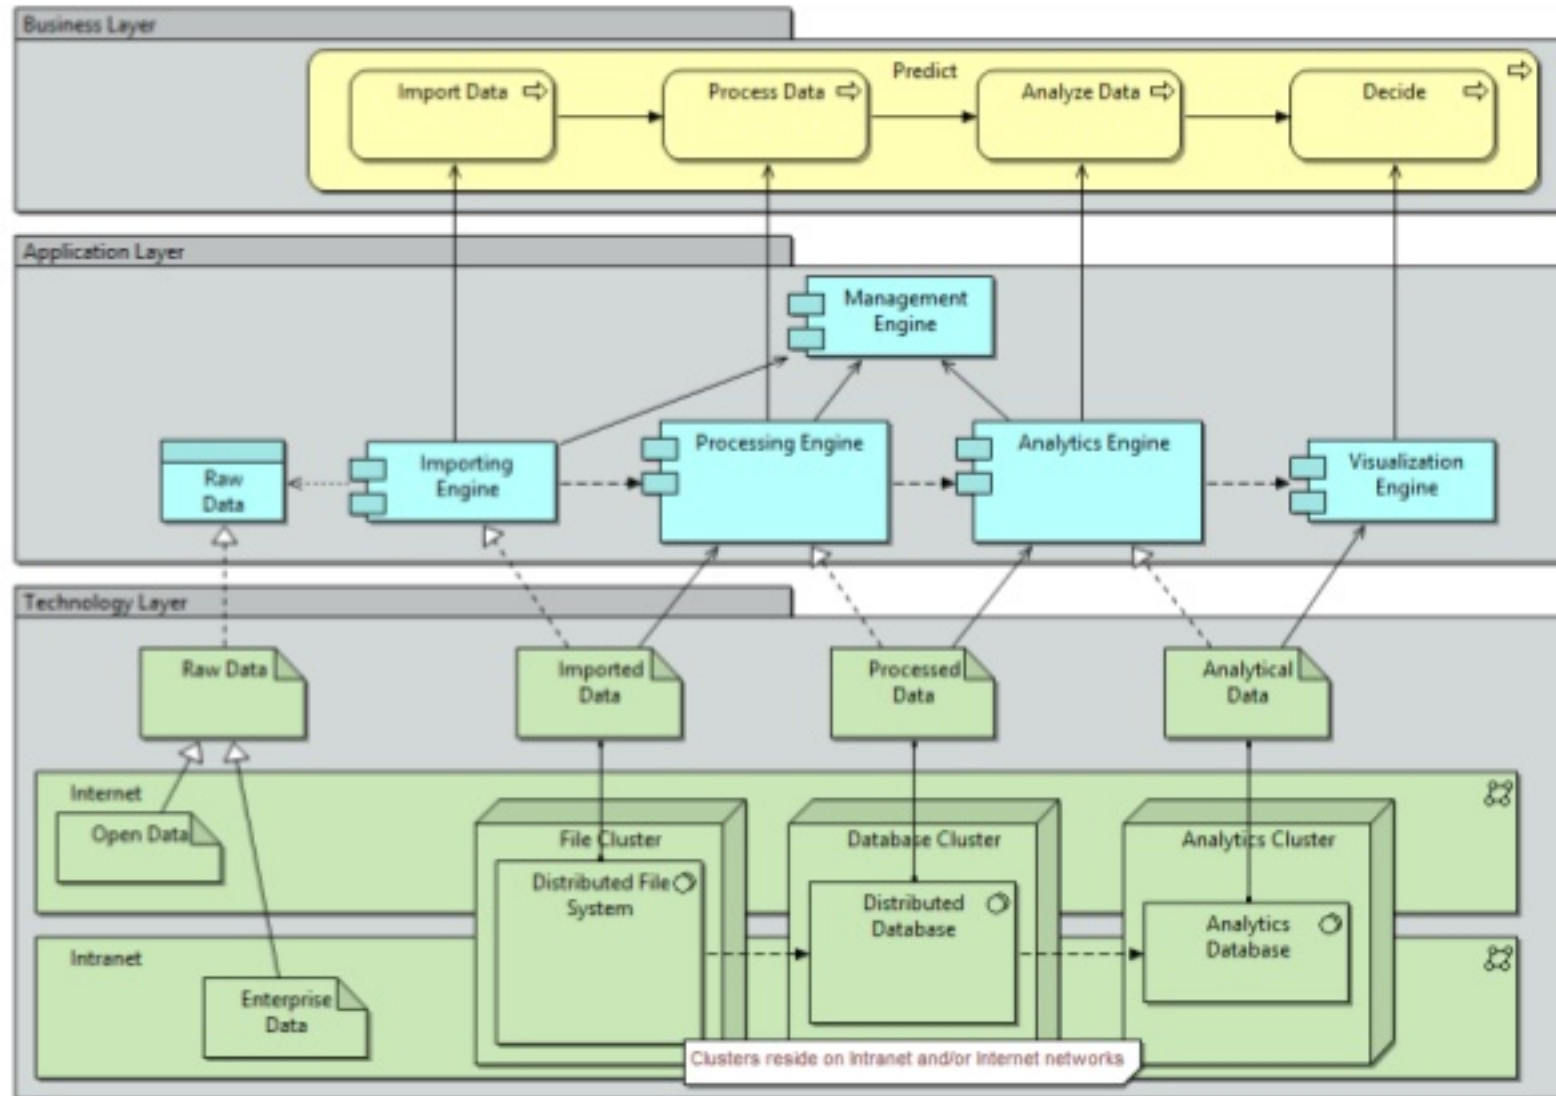 Business Layer
Predict
Import Data
Process Data
Analyze Data
Decide
Application Layer
Management
Engine
Raw
Data
Importing
Engine
Processing Engine
Analytics Engine
Visualization
Engine
Technology Layer
Raw Data
Imported
Data
Processed
Data
Analytical
Data
Internet
Open Data
File Cluster
Database Cluster
Analytics Cluster
Distributed File
System
Distributed
Database
Analytics
Database
Intranet
Enterprise
Data
Clusters reside on Intranet and/or Internet networks